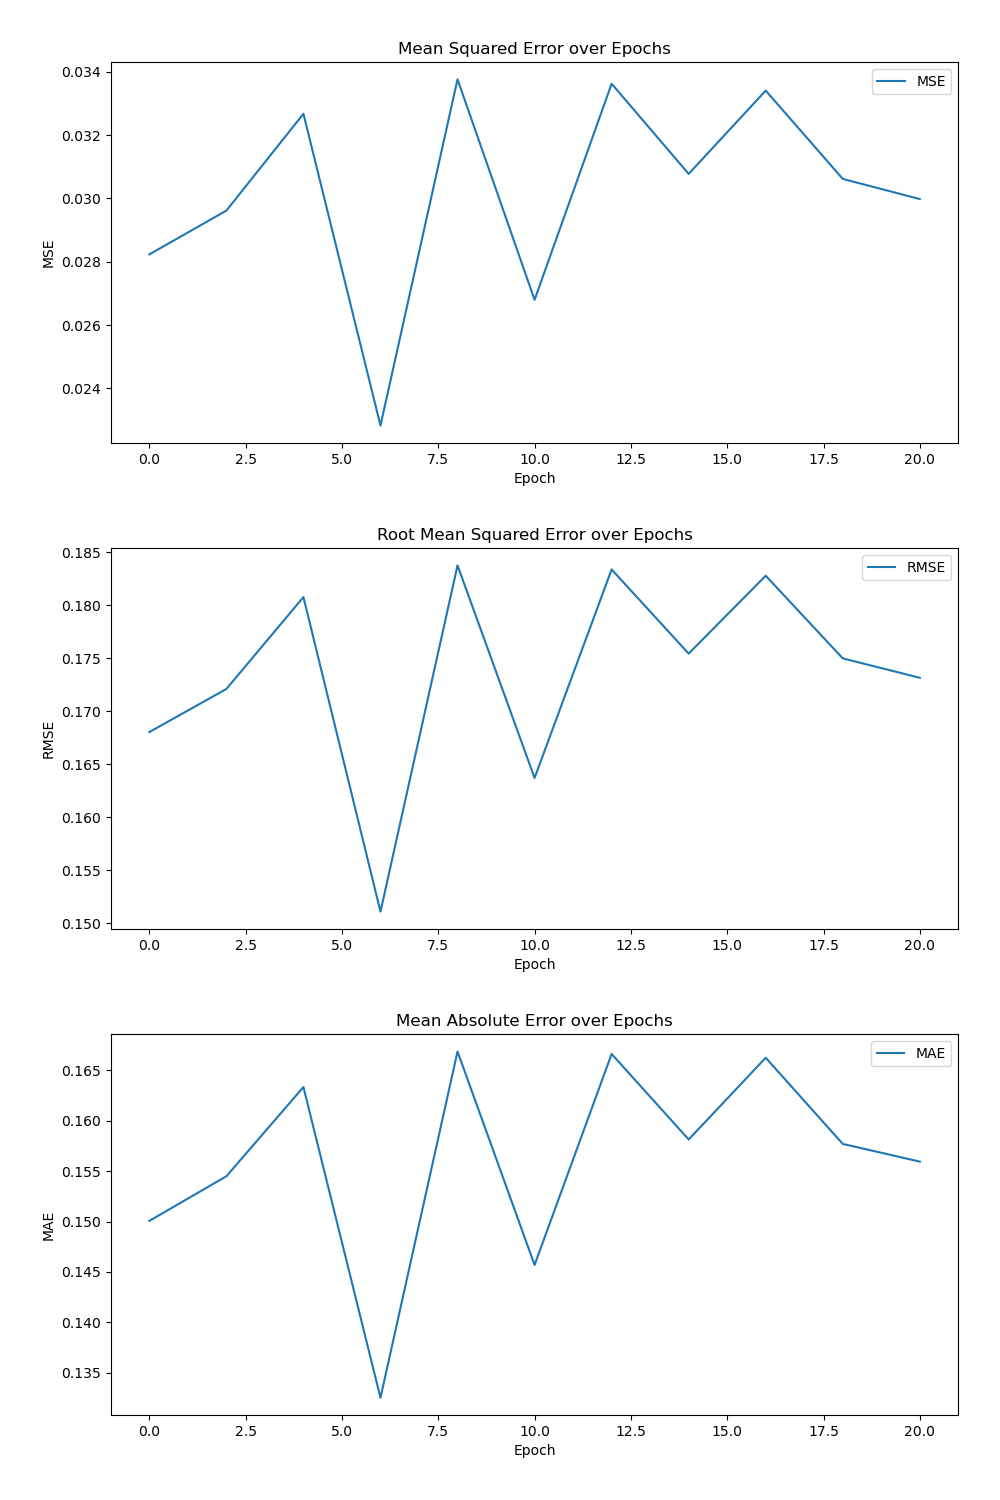 Mean Squared Error over Epochs
MSE
0.034
0.032
0.030
0.028
0.026
0.024
MSE
0.0 2.5 5.0 7.5 10.0 12.5 15.0 17.5 20.0
Epoch
Root Mean Squared Error over Epochs
RMSE
0.185
0.180
0.175
0.170
0.165
0.160
0.155
0.150
RMSE
0.0 2.5 5.0 7.5 10.0 12.5 15.0 17.5 20.0
Epoch
Mean Absolute Error over Epochs
MAE
0.165
0.160
0.155
0.150
0.145
0.140
0.135
MAE
0.0 2.5 5.0 7.5 10.0 12.5 15.0 17.5 20.0
Epoch